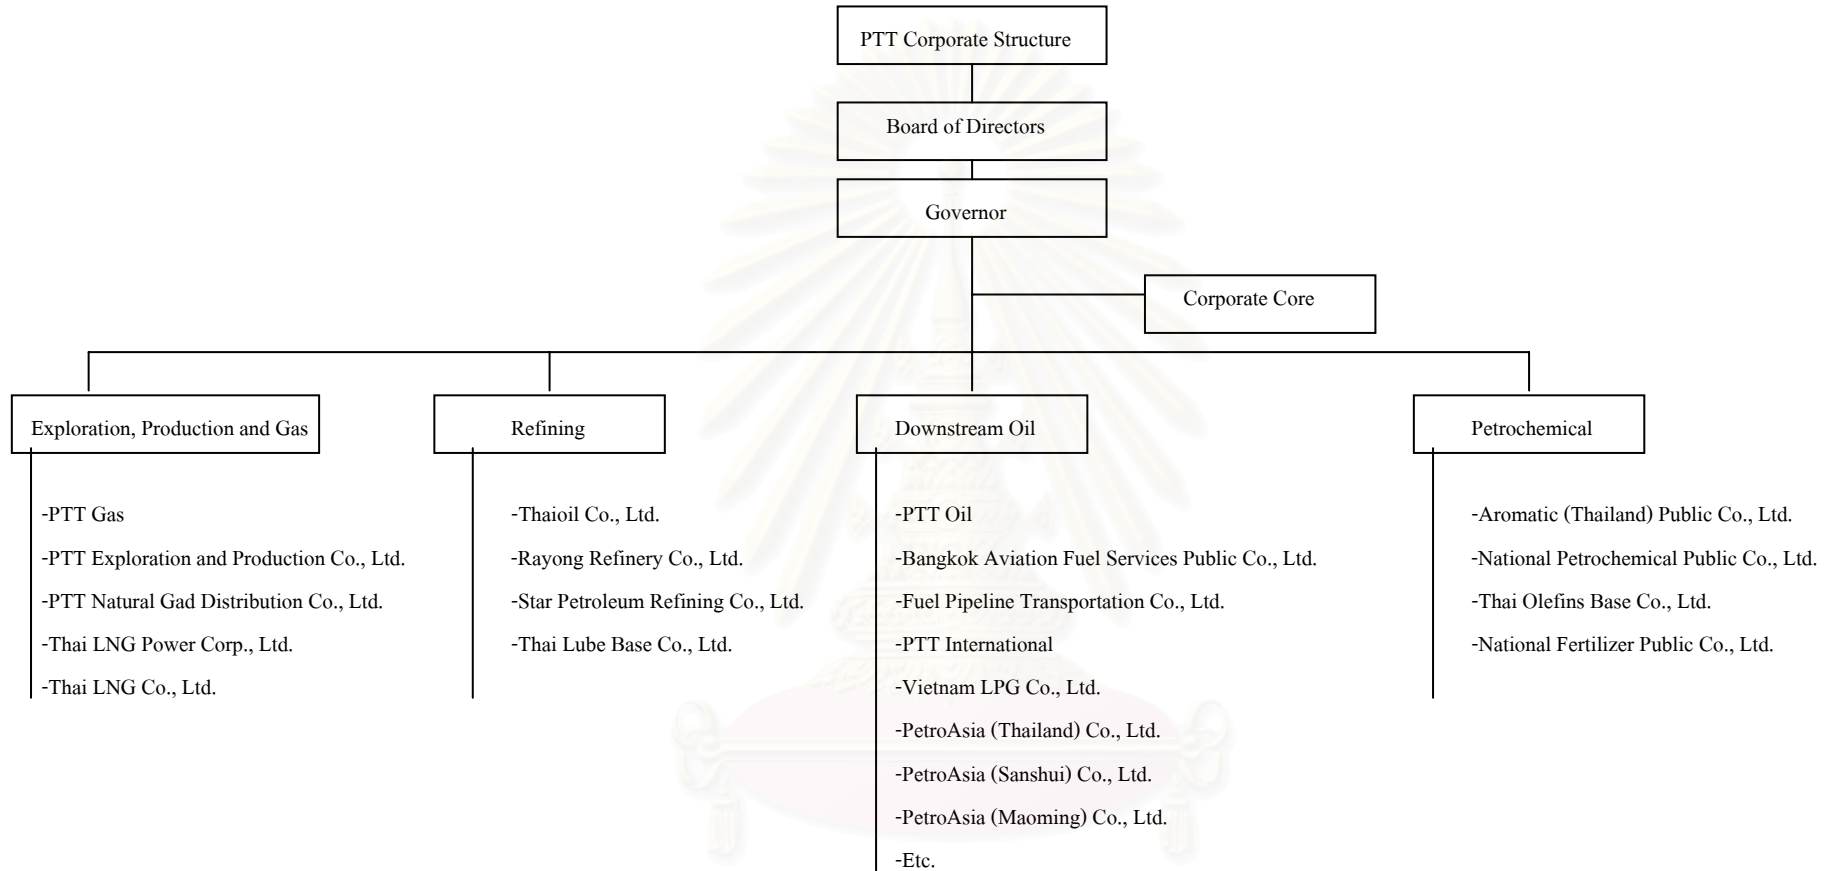 PTT Corporate Structure
Board of Directors
Governor
Corporate Core
Exploration, Production and Gas
-PTT Gas
-PTT Exploration and Production Co., Ltd.
-PTT Natural Gad Distribution Co., Ltd.
-Thai LNG Power Corp., Ltd.
-Thai LNG Co., Ltd.
Refining
-Thaioil Co., Ltd.
-Rayong Refinery Co., Ltd.
-Star Petroleum Refining Co., Ltd.
-Thai Lube Base Co., Ltd.
Downstream Oil
-PTT Oil
-Bangkok Aviation Fuel Services Public Co., Ltd.
-Fuel Pipeline Transportation Co., Ltd.
-PTT International
-Vietnam LPG Co., Ltd.
-PetroAsia (Thailand) Co., Ltd.
-PetroAsia (Sanshui) Co., Ltd.
-PetroAsia (Maoming) Co., Ltd.
-Etc.
Petrochemical
-Aromatic (Thailand) Public Co., Ltd.
-National Petrochemical Public Co., Ltd.
-Thai Olefins Base Co., Ltd.
-National Fertilizer Public Co., Ltd.